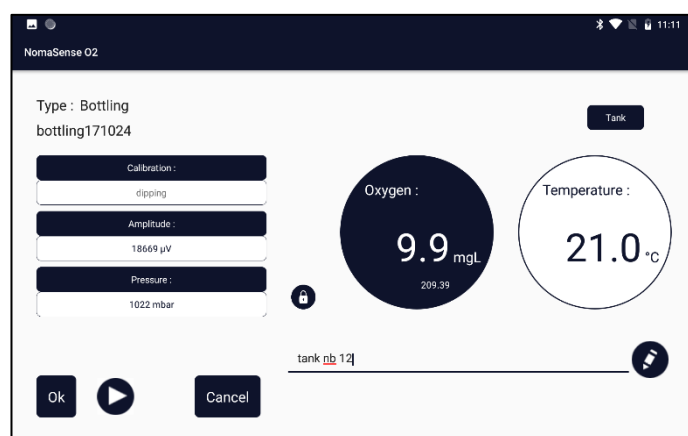 11:11
NomaSense O2
Type : Bottling
bottling171024
Tank
Calibration :
dipping
Amplitude :
18669 µV
Pressure :
1022 mbar
Oxygen :
9.9 mgL
209.39
Temperature :
21.0 °C
tank nb 12
Ok
Cancel